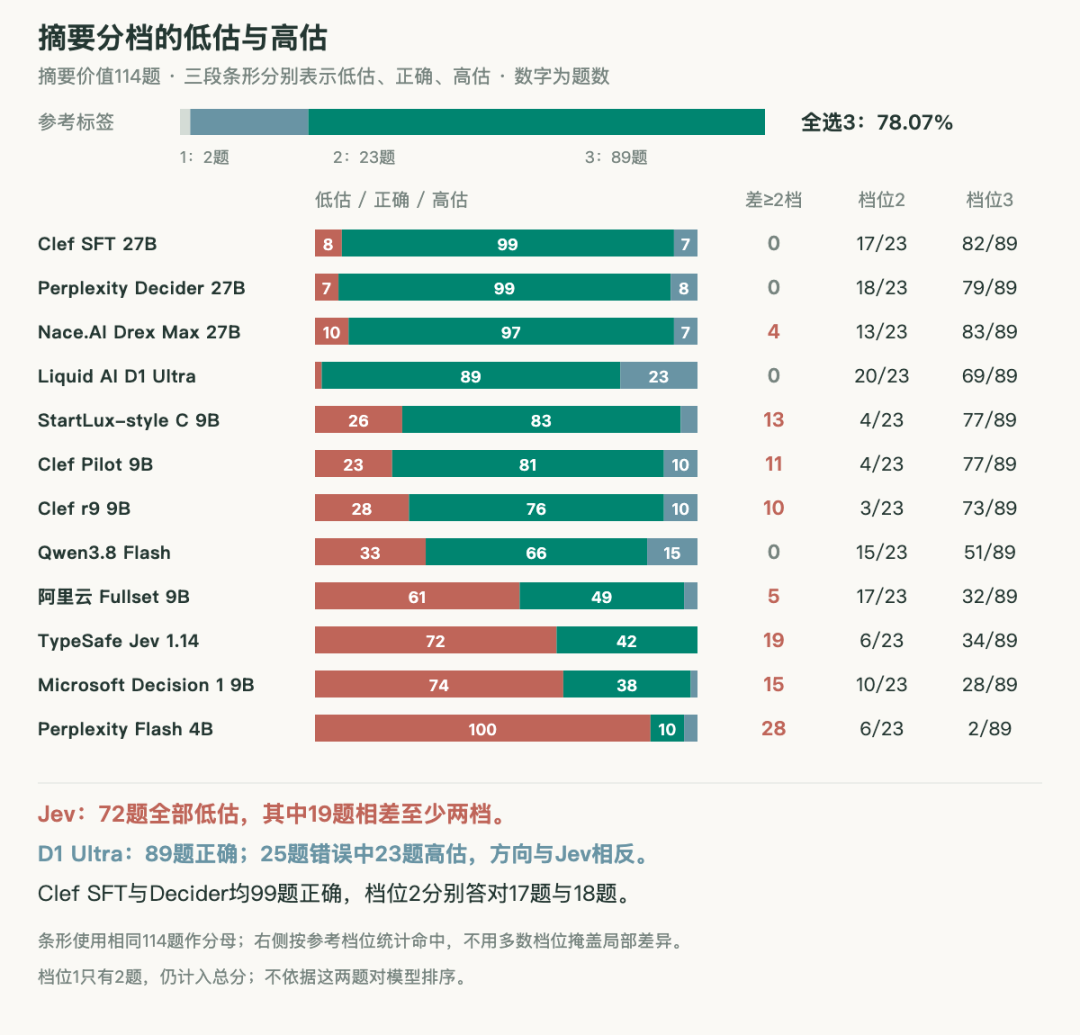 摘要分档的低估与高估
摘要价值114题 · 三段条形分别表示低估、正确、高估 · 数字为题数
参考标签 全选3：78.07%
1：2题 2：23题 3：89题
低估 / 正确 / 高估 差≥2档 档位2 档位3
Clef SFT 27B 8 99 7 0 17/23 82/89
Perplexity Decider 27B 7 99 8 0 18/23 79/89
Nace.AI Drex Max 27B 10 97 7 4 13/23 83/89
Liquid AI D1 Ultra 89 23 0 20/23 69/89
StartLux-style C 9B 26 83 13 4/23 77/89
Clef Pilot 9B 23 81 10 11 4/23 77/89
Clef r9 9B 28 76 10 10 3/23 73/89
Qwen3.8 Flash 33 66 15 0 15/23 51/89
阿里云 Fullset 9B 61 49 5 17/23 32/89
TypeSafe Jev 1.14 72 42 19 6/23 34/89
Microsoft Decision 1 9B 74 38 15 10/23 28/89
Perplexity Flash 4B 100 10 28 6/23 2/89
Jev：72题全部低估，其中19题相差至少两档。
D1 Ultra：89题正确；25题错误中23题高估，方向与Jev相反。
Clef SFT与Decider均99题正确，档位2分别答对17题与18题。
条形使用相同114题作分母；右侧按参考档位统计命中，不用多数档位掩盖局部差异。
档位1只有2题，仍计入总分；不依据这两题对模型排序。